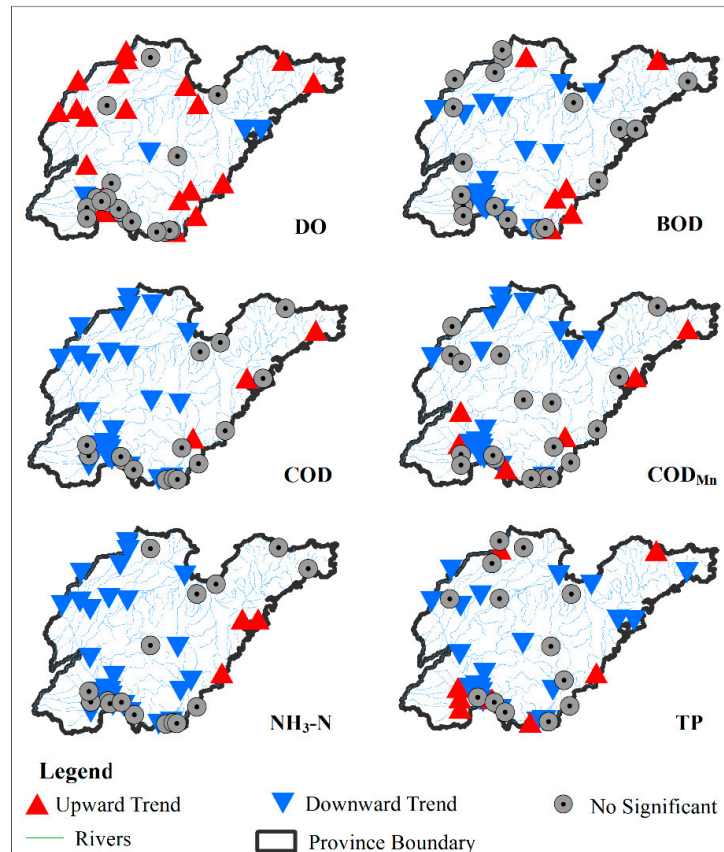 DO
BOD
COD
CODMn
NH3-N
TP
Legend
Upward Trend
Downward Trend
No Significant
Rivers
Province Boundary